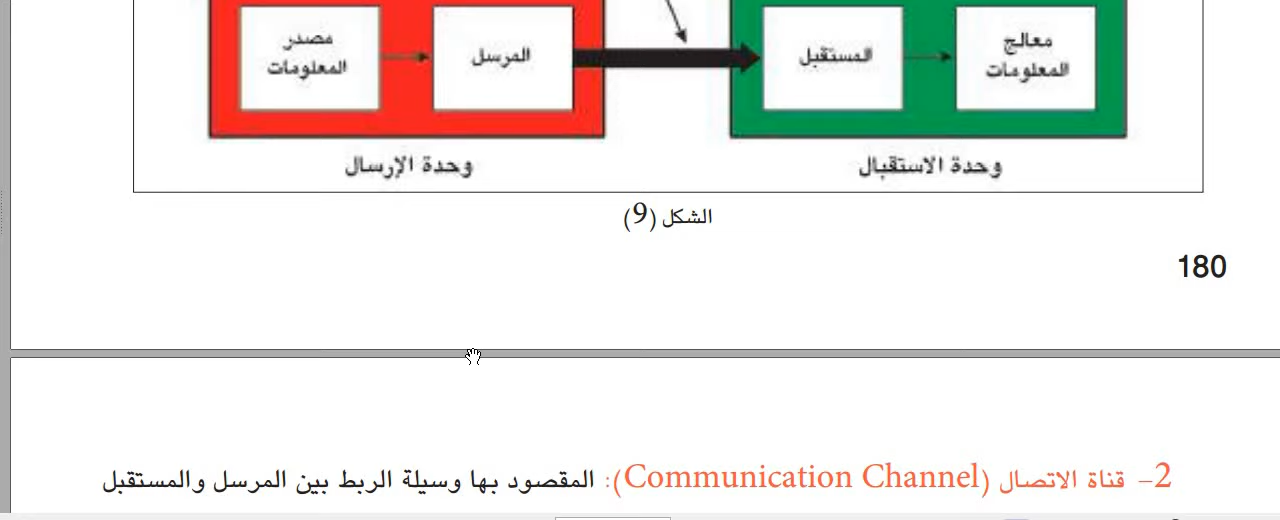 مصدر
المعلومات
المرسل
المستقبل
معالج
المعلومات
وحدة الإرسال
وحدة الاستقبال
الشكل (9)
180
2- قناة الاتصال (Communication Channel): المقصود بها وسيلة الربط بين المرسل والمستقبل